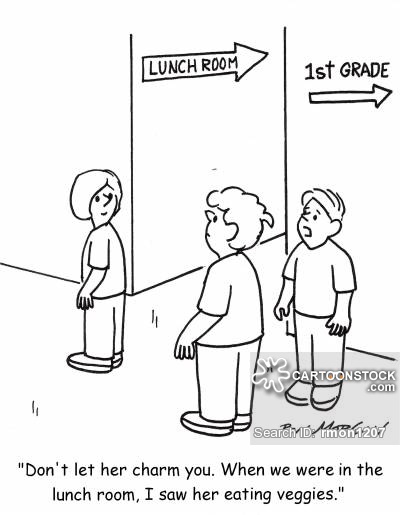 LUNCH ROOM
1st GRADE
CARTOONSTOCK
.com
Search ID: rmon1207
"Don't let her charm you. When we were in the
lunch room, I saw her eating veggies."